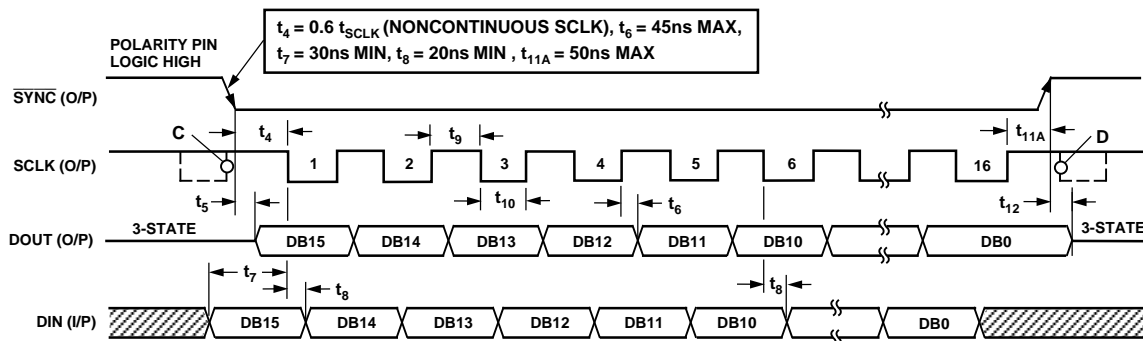 t4 = 0.6 tSCLK (NONCONTINUOUS SCLK), t6 = 45ns MAX,
t7 = 30ns MIN, t8 = 20ns MIN , t11A = 50ns MAX
POLARITY PIN
LOGIC HIGH
SYNC (O/P)
C t4 t9 t11A D
SCLK (O/P) 1 2 3 4 5 6 16
t5 t10 t6 t12
3-STATE 3-STATE
DOUT (O/P) DB15 DB14 DB13 DB12 DB11 DB10 DB0
t7 t8 t8
DIN (I/P) DB15 DB14 DB13 DB12 DB11 DB10 DB0